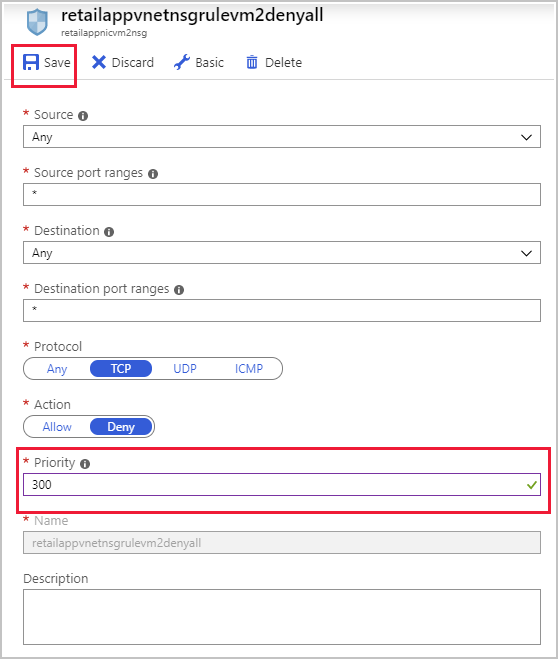 retailappvnetnsgrulevm2denyall
retailappnicvm2nsg
Save Discard Basic Delete
* Source
Any
* Source port ranges
*
* Destination
Any
* Destination port ranges
*
* Protocol
Any TCP UDP ICMP
* Action
Allow Deny
* Priority
300
* Name
retailappvnetnsgrulevm2denyall
Description